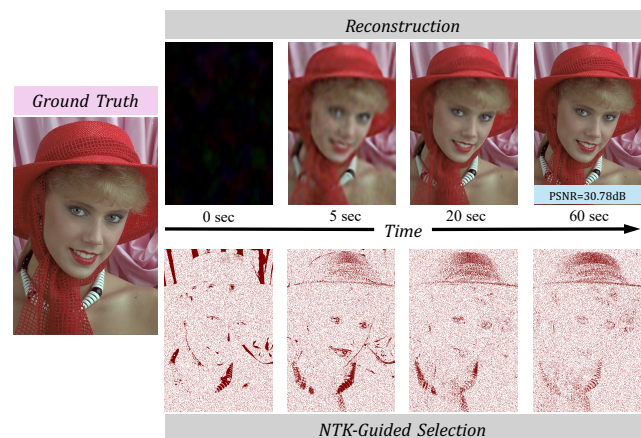 Reconstruction
Ground Truth
PSNR=30.78dB
0 sec
5 sec
20 sec
60 sec
Time
NTK-Guided Selection